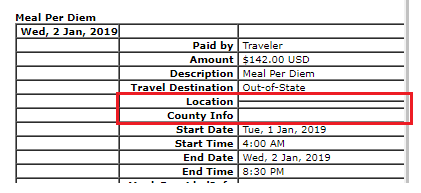 Meal Per Diem
Wed, 2 Jan, 2019
Paid by Traveler
Amount $142.00 USD
Description Meal Per Diem
Travel Destination Out-of-State
Location
County Info
Start Date Tue, 1 Jan, 2019
Start Time 4:00 AM
End Date Wed, 2 Jan, 2019
End Time 8:30 PM